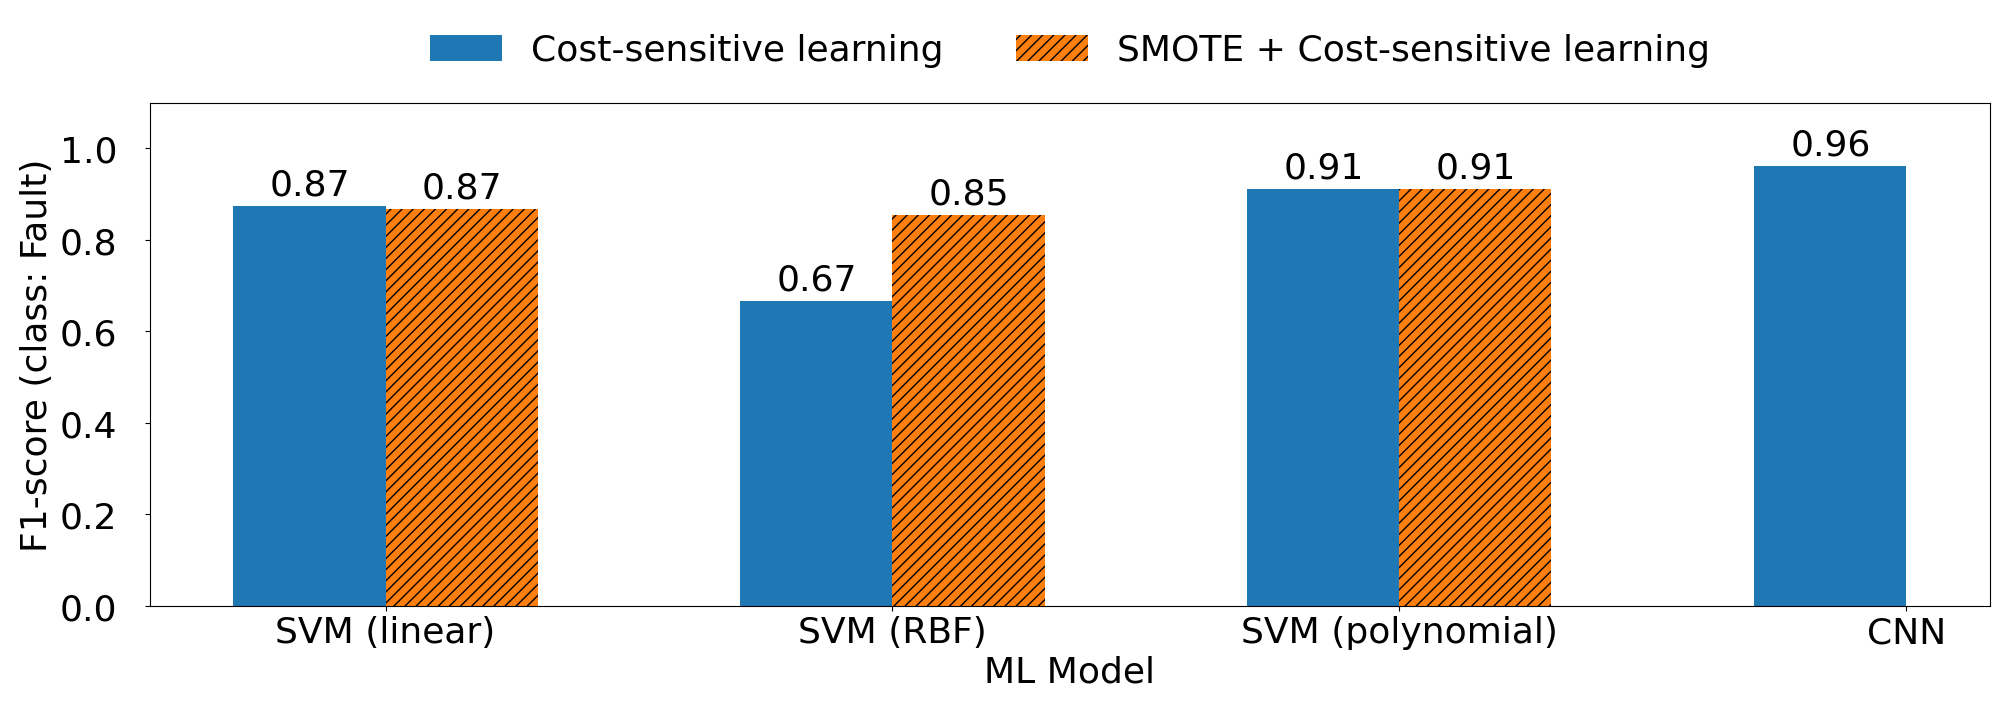 Cost-sensitive learning
SMOTE + Cost-sensitive learning
F1-score (class: Fault)
1.0
0.8
0.6
0.4
0.2
0.0
0.87
0.87
0.67
0.85
0.91
0.91
0.96
SVM (linear)
SVM (RBF)
SVM (polynomial)
CNN
ML Model